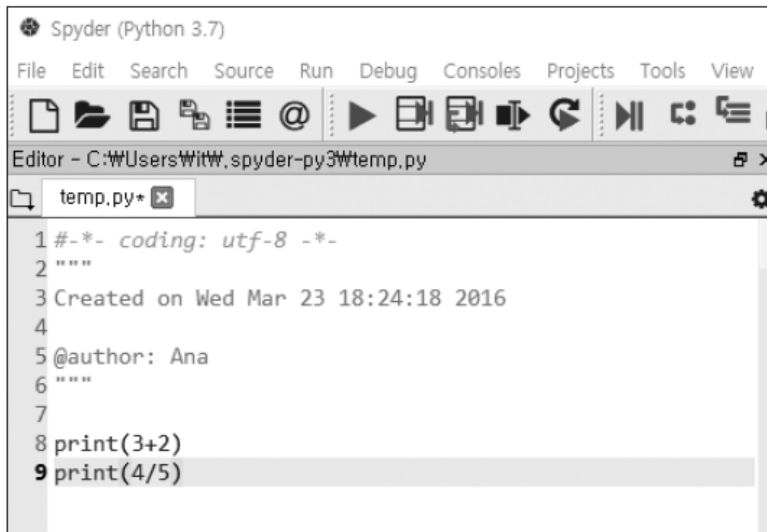 Spyder (Python 3.7)
File Edit Search Source Run Debug Consoles Projects Tools View
Editor - C:₩Users₩it₩.spyder-py3₩temp.py
temp.py*
1 #-*- coding: utf-8 -*-
2 """
3 Created on Wed Mar 23 18:24:18 2016
4
5 @author: Ana
6 """
7
8 print(3+2)
9 print(4/5)